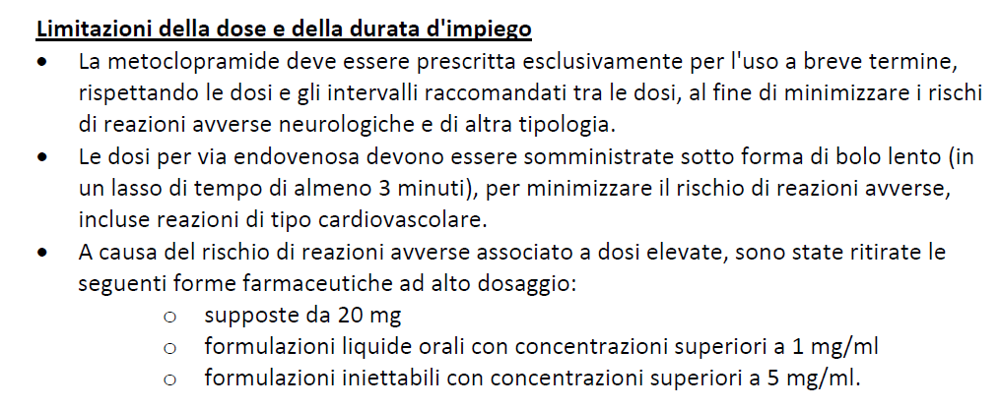 Limitazioni della dose e della durata d'impiego
• La metoclopramide deve essere prescritta esclusivamente per l'uso a breve termine,
rispettando le dosi e gli intervalli raccomandati tra le dosi, al fine di minimizzare i rischi
di reazioni avverse neurologiche e di altra tipologia.
• Le dosi per via endovenosa devono essere somministrate sotto forma di bolo lento (in
un lasso di tempo di almeno 3 minuti), per minimizzare il rischio di reazioni avverse,
incluse reazioni di tipo cardiovascolare.
• A causa del rischio di reazioni avverse associato a dosi elevate, sono state ritirate le
seguenti forme farmaceutiche ad alto dosaggio:
o supposte da 20 mg
o formulazioni liquide orali con concentrazioni superiori a 1 mg/ml
o formulazioni iniettabili con concentrazioni superiori a 5 mg/ml.